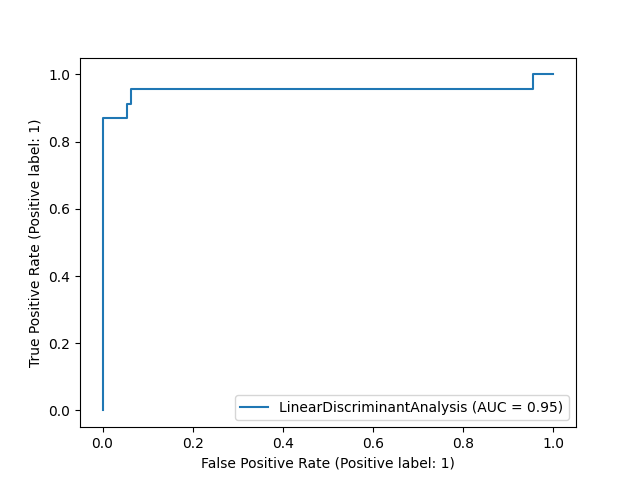 1.0
0.8
0.6
0.4
0.2
0.0
True Positive Rate (Positive label: 1)
LinearDiscriminantAnalysis (AUC = 0.95)
0.0 0.2 0.4 0.6 0.8 1.0
False Positive Rate (Positive label: 1)